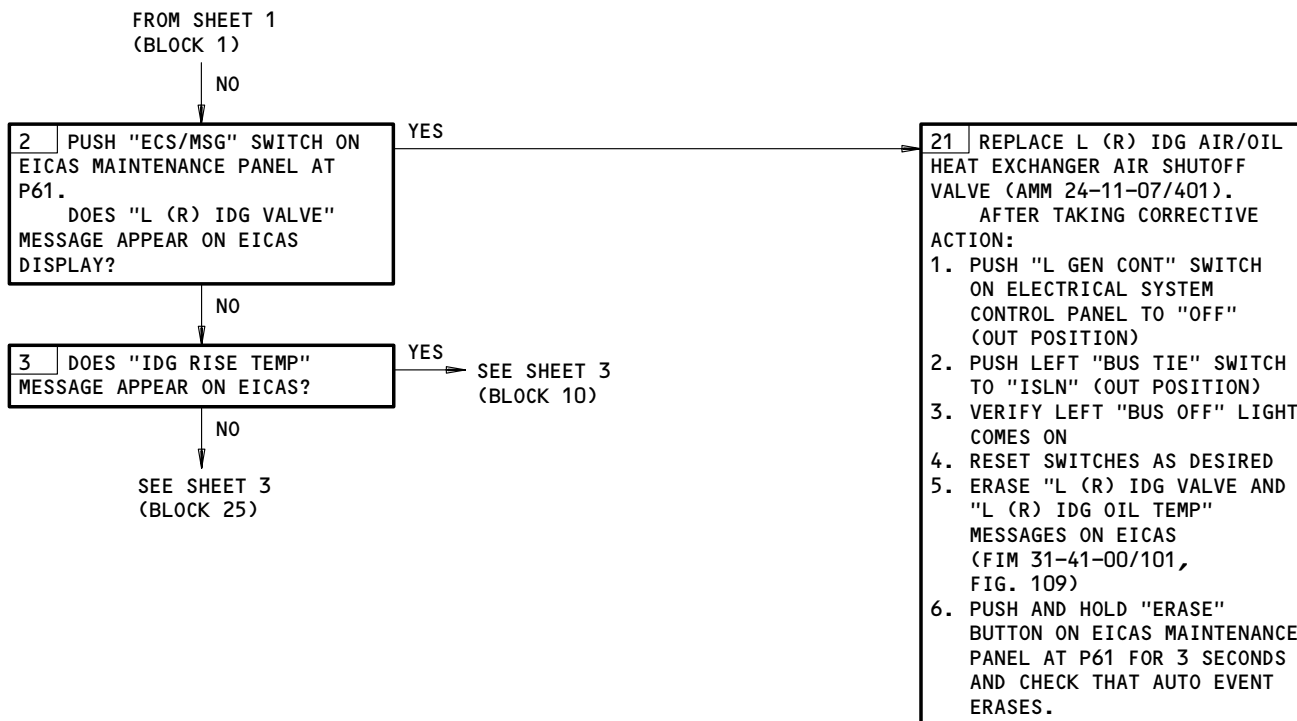 FROM SHEET 1
(BLOCK 1)
NO
2 PUSH "ECS/MSG" SWITCH ON
EICAS MAINTENANCE PANEL AT
P61.
DOES "L (R) IDG VALVE"
MESSAGE APPEAR ON EICAS
DISPLAY?
YES
NO
3 DOES "IDG RISE TEMP"
MESSAGE APPEAR ON EICAS?
YES
SEE SHEET 3
(BLOCK 10)
NO
SEE SHEET 3
(BLOCK 25)
21 REPLACE L (R) IDG AIR/OIL
HEAT EXCHANGER AIR SHUTOFF
VALVE (AMM 24-11-07/401).
AFTER TAKING CORRECTIVE
ACTION:
1. PUSH "L GEN CONT" SWITCH
ON ELECTRICAL SYSTEM
CONTROL PANEL TO "OFF"
(OUT POSITION)
2. PUSH LEFT "BUS TIE" SWITCH
TO "ISLN" (OUT POSITION)
3. VERIFY LEFT "BUS OFF" LIGHT
COMES ON
4. RESET SWITCHES AS DESIRED
5. ERASE "L (R) IDG VALVE AND
"L (R) IDG OIL TEMP"
MESSAGES ON EICAS
(FIM 31-41-00/101,
FIG. 109)
6. PUSH AND HOLD "ERASE"
BUTTON ON EICAS MAINTENANCE
PANEL AT P61 FOR 3 SECONDS
AND CHECK THAT AUTO EVENT
ERASES.